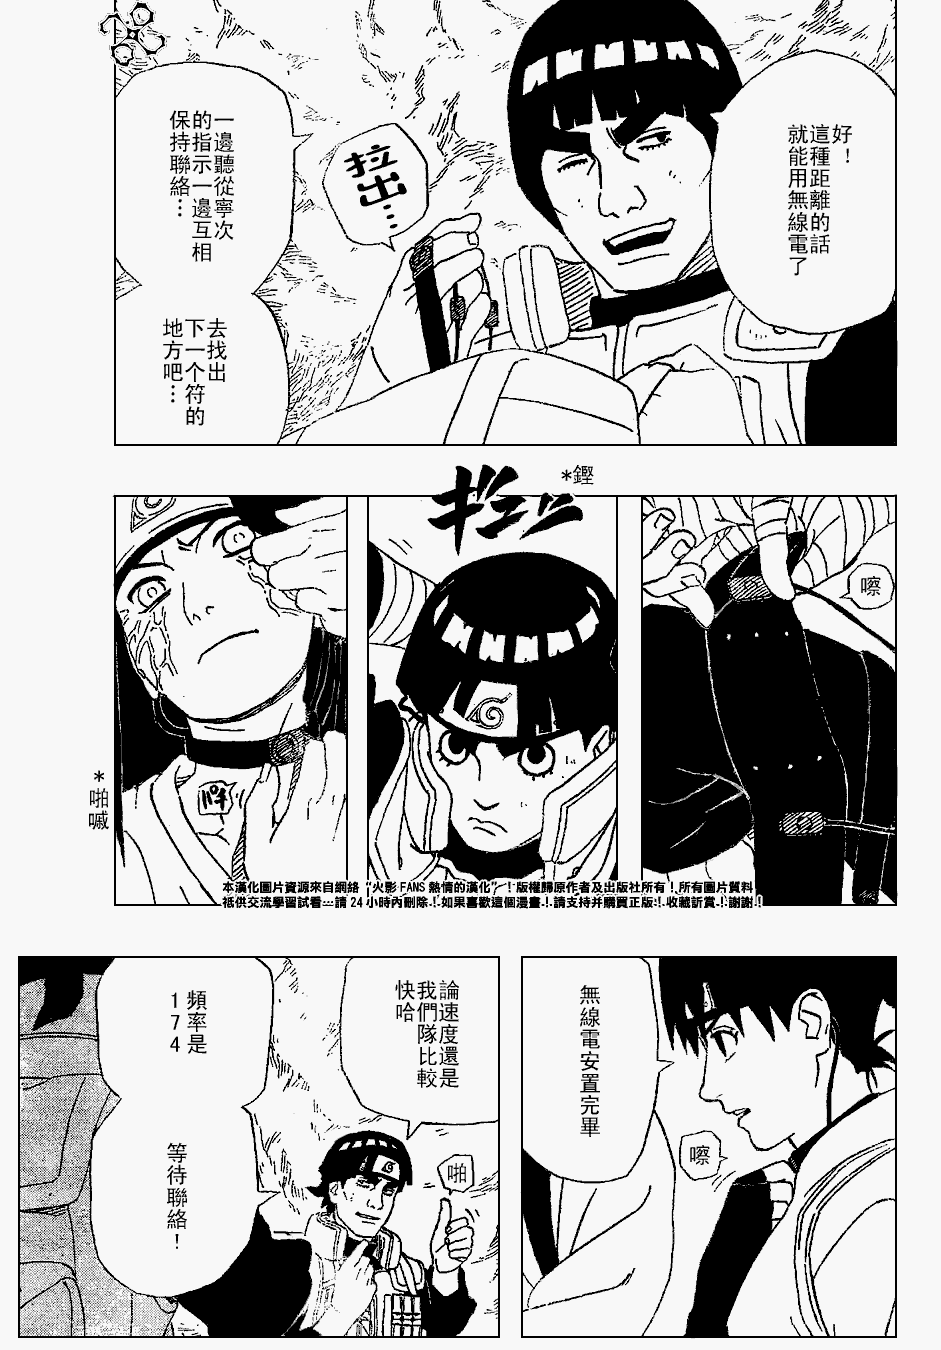 好！
這種距離的話
就能用無線電了
拉出…
一邊聽從寧次
的指示一邊互相
保持聯絡…
去找出
下一个符的
地方吧…
嚓
*鏗
ギュッ
*啪嘁
本漢化圖片資源來自網絡“火影FANS熱情的漢化”！版權歸原作者及出版社所有！所有圖片質料
祗供交流學習試看…請24小時內刪除！如果喜歡這個漫畫！請支持并購買正版！收藏訢賞！謝謝！
無線電安置完畢
嚓
論速度還是
我們隊比較
快哈
啪
頻率是
174
等待聯絡！